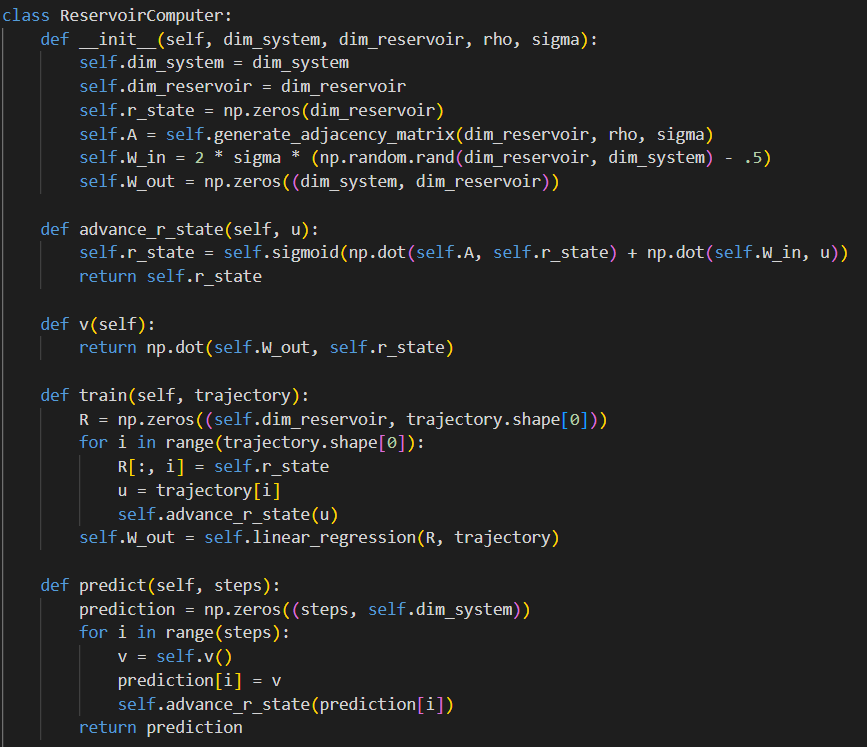 class ReservoirComputer:
    def __init__(self, dim_system, dim_reservoir, rho, sigma):
        self.dim_system = dim_system
        self.dim_reservoir = dim_reservoir
        self.r_state = np.zeros(dim_reservoir)
        self.A = self.generate_adjacency_matrix(dim_reservoir, rho, sigma)
        self.W_in = 2 * sigma * (np.random.rand(dim_reservoir, dim_system) - .5)
        self.W_out = np.zeros((dim_system, dim_reservoir))

    def advance_r_state(self, u):
        self.r_state = self.sigmoid(np.dot(self.A, self.r_state) + np.dot(self.W_in, u))
        return self.r_state

    def v(self):
        return np.dot(self.W_out, self.r_state)

    def train(self, trajectory):
        R = np.zeros((self.dim_reservoir, trajectory.shape[0]))
        for i in range(trajectory.shape[0]):
            R[:, i] = self.r_state
            u = trajectory[i]
            self.advance_r_state(u)
        self.W_out = self.linear_regression(R, trajectory)

    def predict(self, steps):
        prediction = np.zeros((steps, self.dim_system))
        for i in range(steps):
            v = self.v()
            prediction[i] = v
            self.advance_r_state(prediction[i])
        return prediction